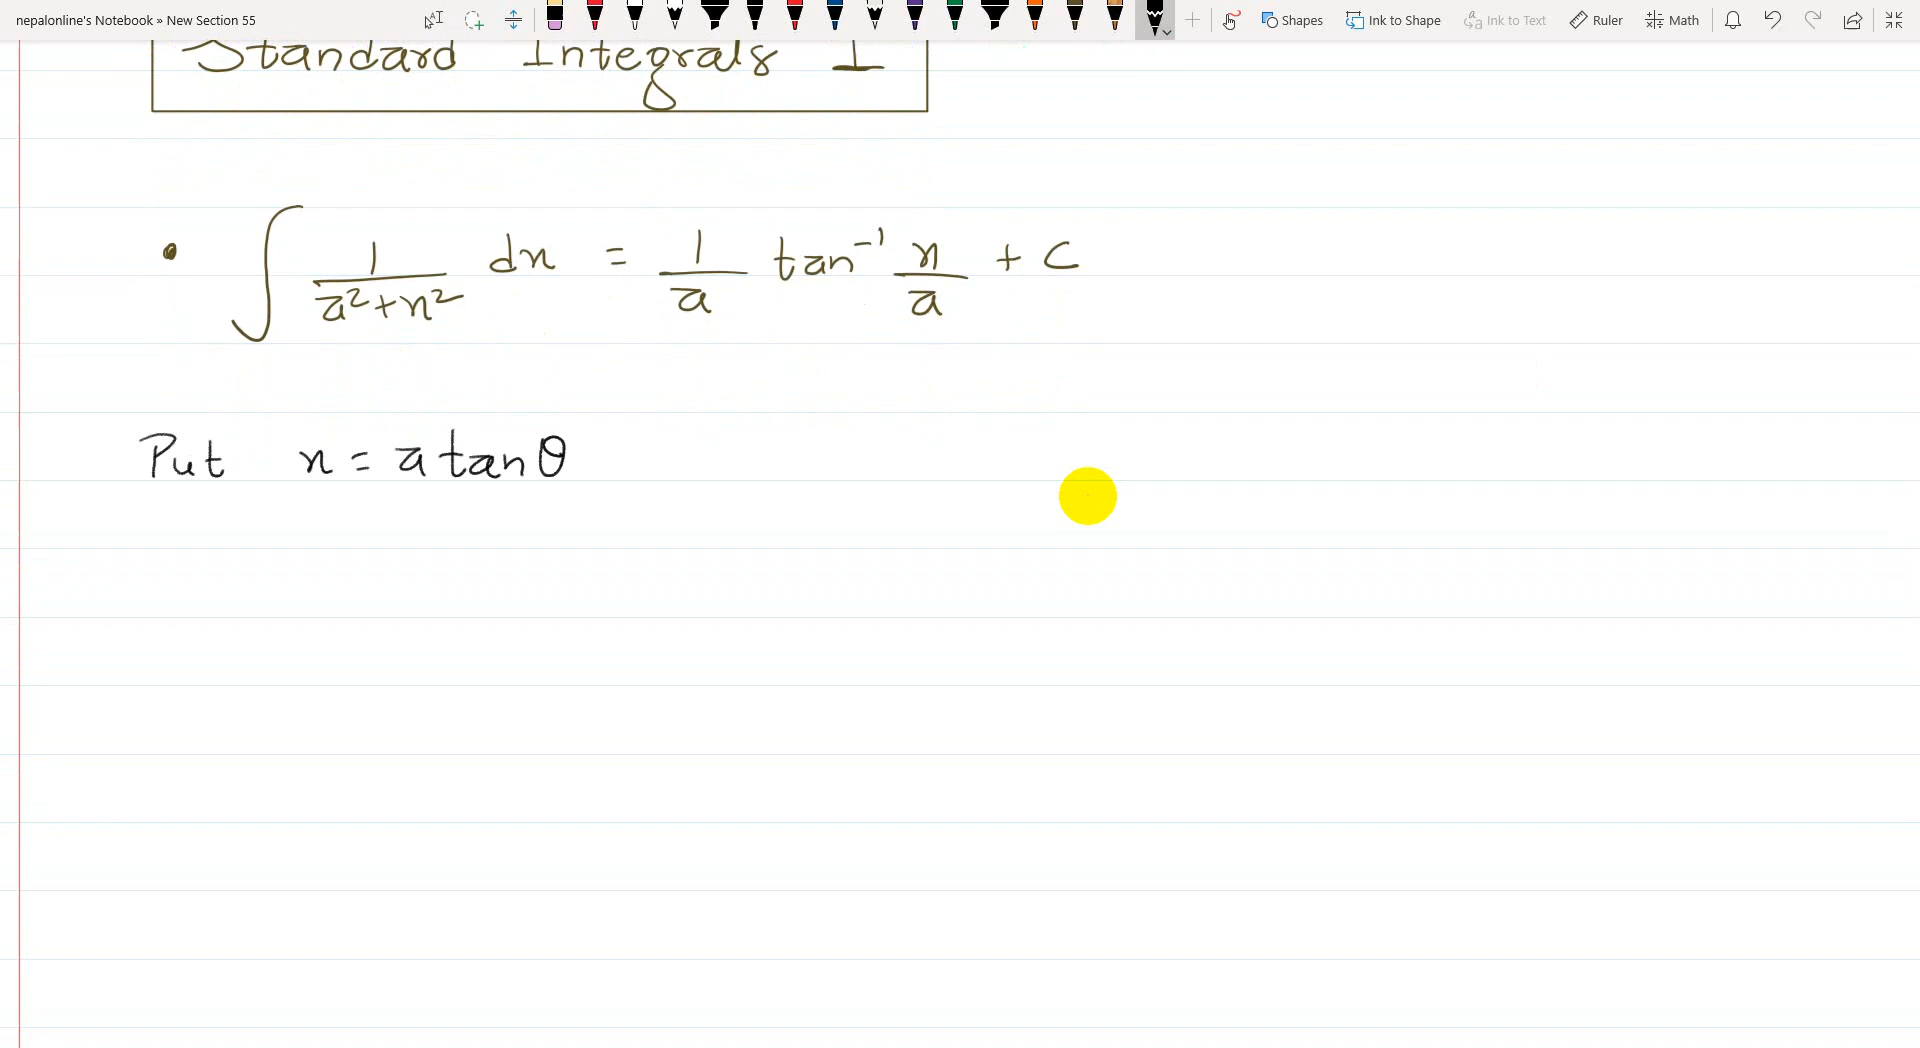 nepalonline's Notebook » New Section 55
Shapes Ink to Shape Ink to Text Ruler Math
Standard Integrals I
• ∫ 1/(a²+x²) dx = 1/a tan⁻¹ x/a + c
Put x = a tanθ